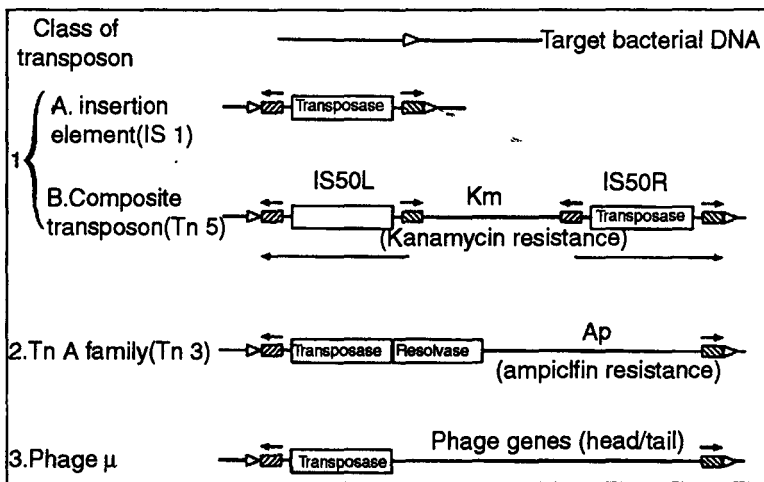 Class of
transposon
Target bacterial DNA
1
A. insertion
element(IS 1)
Transposase
B.Composite
transposon(Tn 5)
IS50L
Km
IS50R
Transposase
(Kanamycin resistance)
2.Tn A family(Tn 3)
Transposase
Resolvase
Ap
(ampiclfin resistance)
3.Phage μ
Transposase
Phage genes (head/tail)